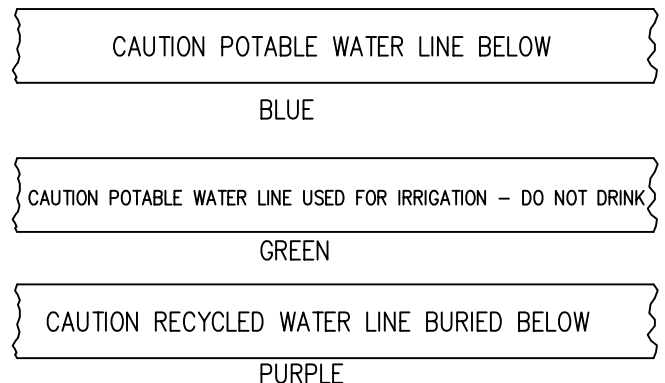 CAUTION POTABLE WATER LINE BELOW
BLUE
CAUTION POTABLE WATER LINE USED FOR IRRIGATION – DO NOT DRINK
GREEN
CAUTION RECYCLED WATER LINE BURIED BELOW
PURPLE